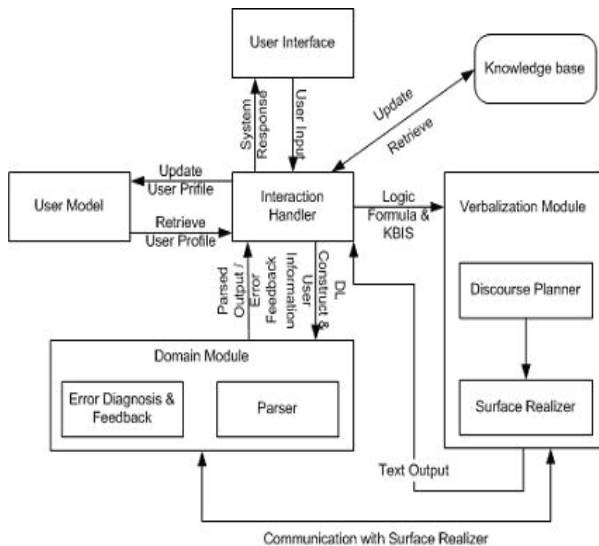 User Interface
Knowledge base
System
Response
User Input
Update
Retrieve
Update
User Prifile
User Model
Retrieve
User Profile
Interaction
Handler
Logic
Formula &
KBIS
Verbalization Module
Discourse Planner
Surface Realizer
Parsed
Output /
Error
Feedback
DL
Construct &
User
Information
Domain Module
Error Diagnosis &
Feedback
Parser
Text Output
Communication with Surface Realizer